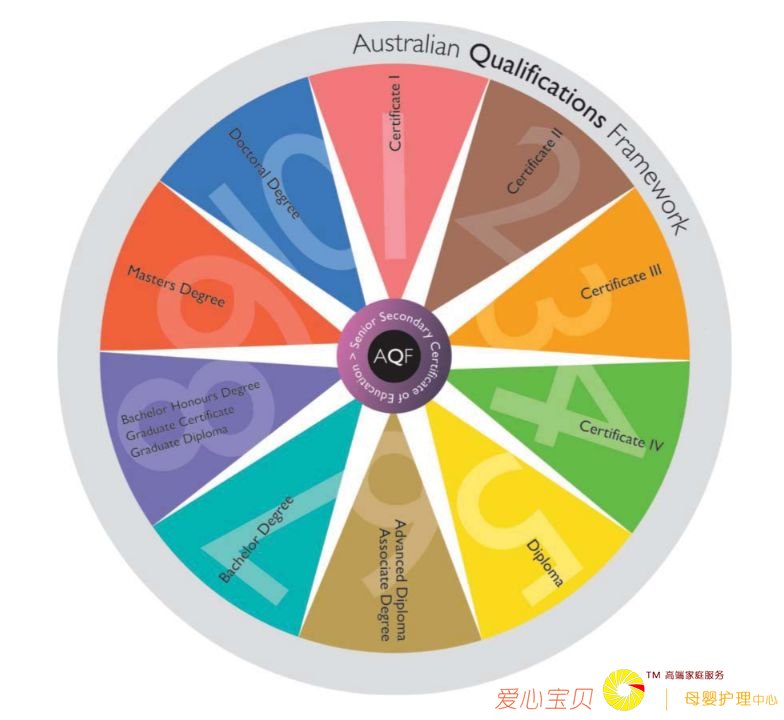 Australian Qualifications Framework
Certificate I
1
Certificate II
2
Certificate III
3
Certificate IV
4
Diploma
5
Advanced Diploma
Associate Degree
6
Bachelor Degree
7
Bachelor Honours Degree
Graduate Certificate
Graduate Diploma
8
Masters Degree
9
Doctoral Degree
10
Senior Secondary Certificate of Education >
AQF
爱心宝贝 TM 高端家庭服务
母婴护理中心